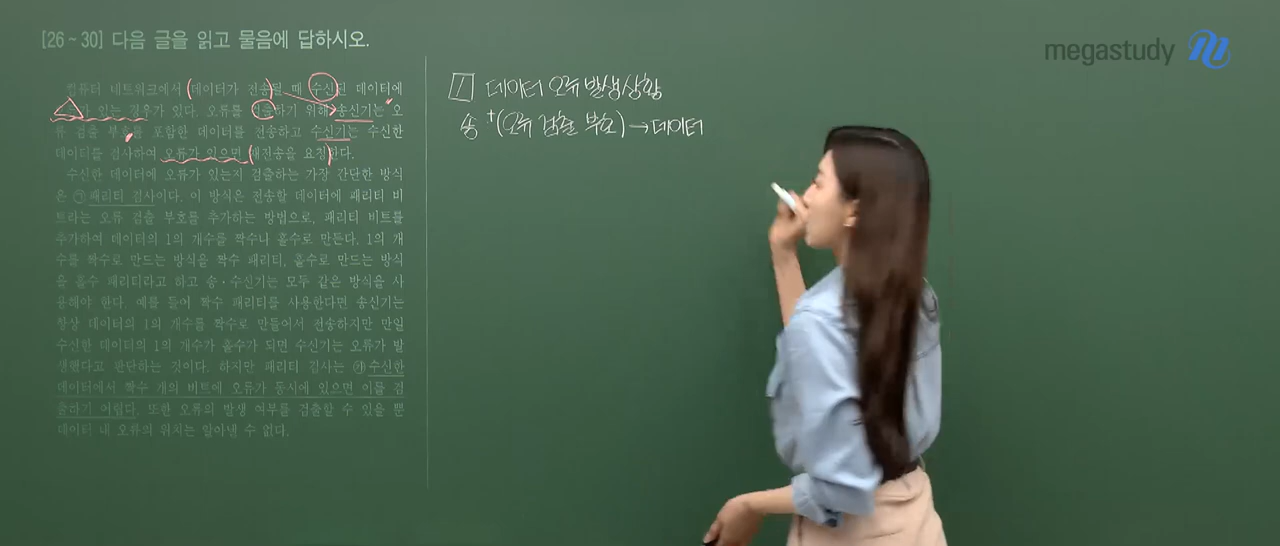 [26~30] 다음 글을 읽고 물음에 답하시오.
megastudy
컴퓨터 네트워크에서 데이터가 전송될 때 수신된 데이터에
가 있는 경우가 있다. 오류를 검출하기 위해 송신기는 오
류 검출 부호를 포함한 데이터를 전송하고 수신기는 수신한
데이터를 검사하여 오류가 있으면 재전송을 요청한다.
수신한 데이터에 오류가 있는지 검출하는 가장 간단한 방식
은 ㉠패리티 검사이다. 이 방식은 전송할 데이터에 패리티 비
트라는 오류 검출 부호를 추가하는 방법으로, 패리티 비트를
추가하여 데이터의 1의 개수를 짝수나 홀수로 만든다. 1의 개
수를 짝수로 만드는 방식을 짝수 패리티, 홀수로 만드는 방식
을 홀수 패리티라고 하고 송·수신기는 모두 같은 방식을 사
용해야 한다. 예를 들어 짝수 패리티를 사용한다면 송신기는
항상 데이터의 1의 개수를 짝수로 만들어서 전송하지만 만일
수신한 데이터의 1의 개수가 홀수가 되면 수신기는 오류가 발
생했다고 판단하는 것이다. 하지만 패리티 검사는 ㉮수신한
데이터에서 짝수 개의 비트에 오류가 동시에 있으면 이를 검
출하기 어렵다. 또한 오류의 발생 여부를 검출할 수 있을 뿐
데이터 내 오류의 위치는 알아낼 수 없다.
1 데이터 오류 발생 상황
송 +(오류 검출 부호)→데이터